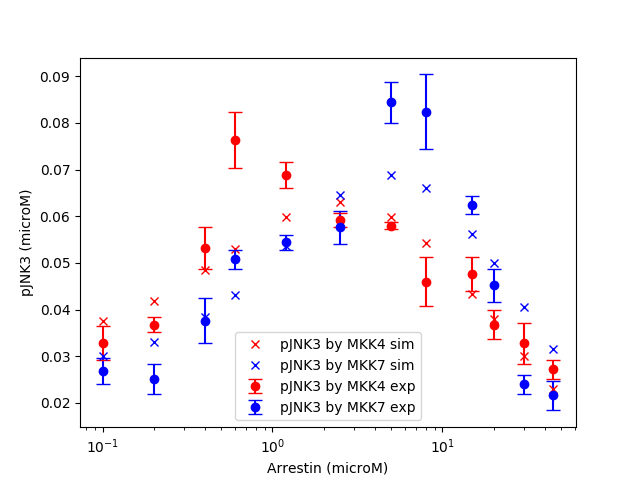 0.09
0.08
0.07
0.06
0.05
0.04
0.03
0.02
pJNK3 (microM)
pJNK3 by MKK4 sim
pJNK3 by MKK7 sim
pJNK3 by MKK4 exp
pJNK3 by MKK7 exp
10⁻¹ 10⁰ 10¹
Arrestin (microM)